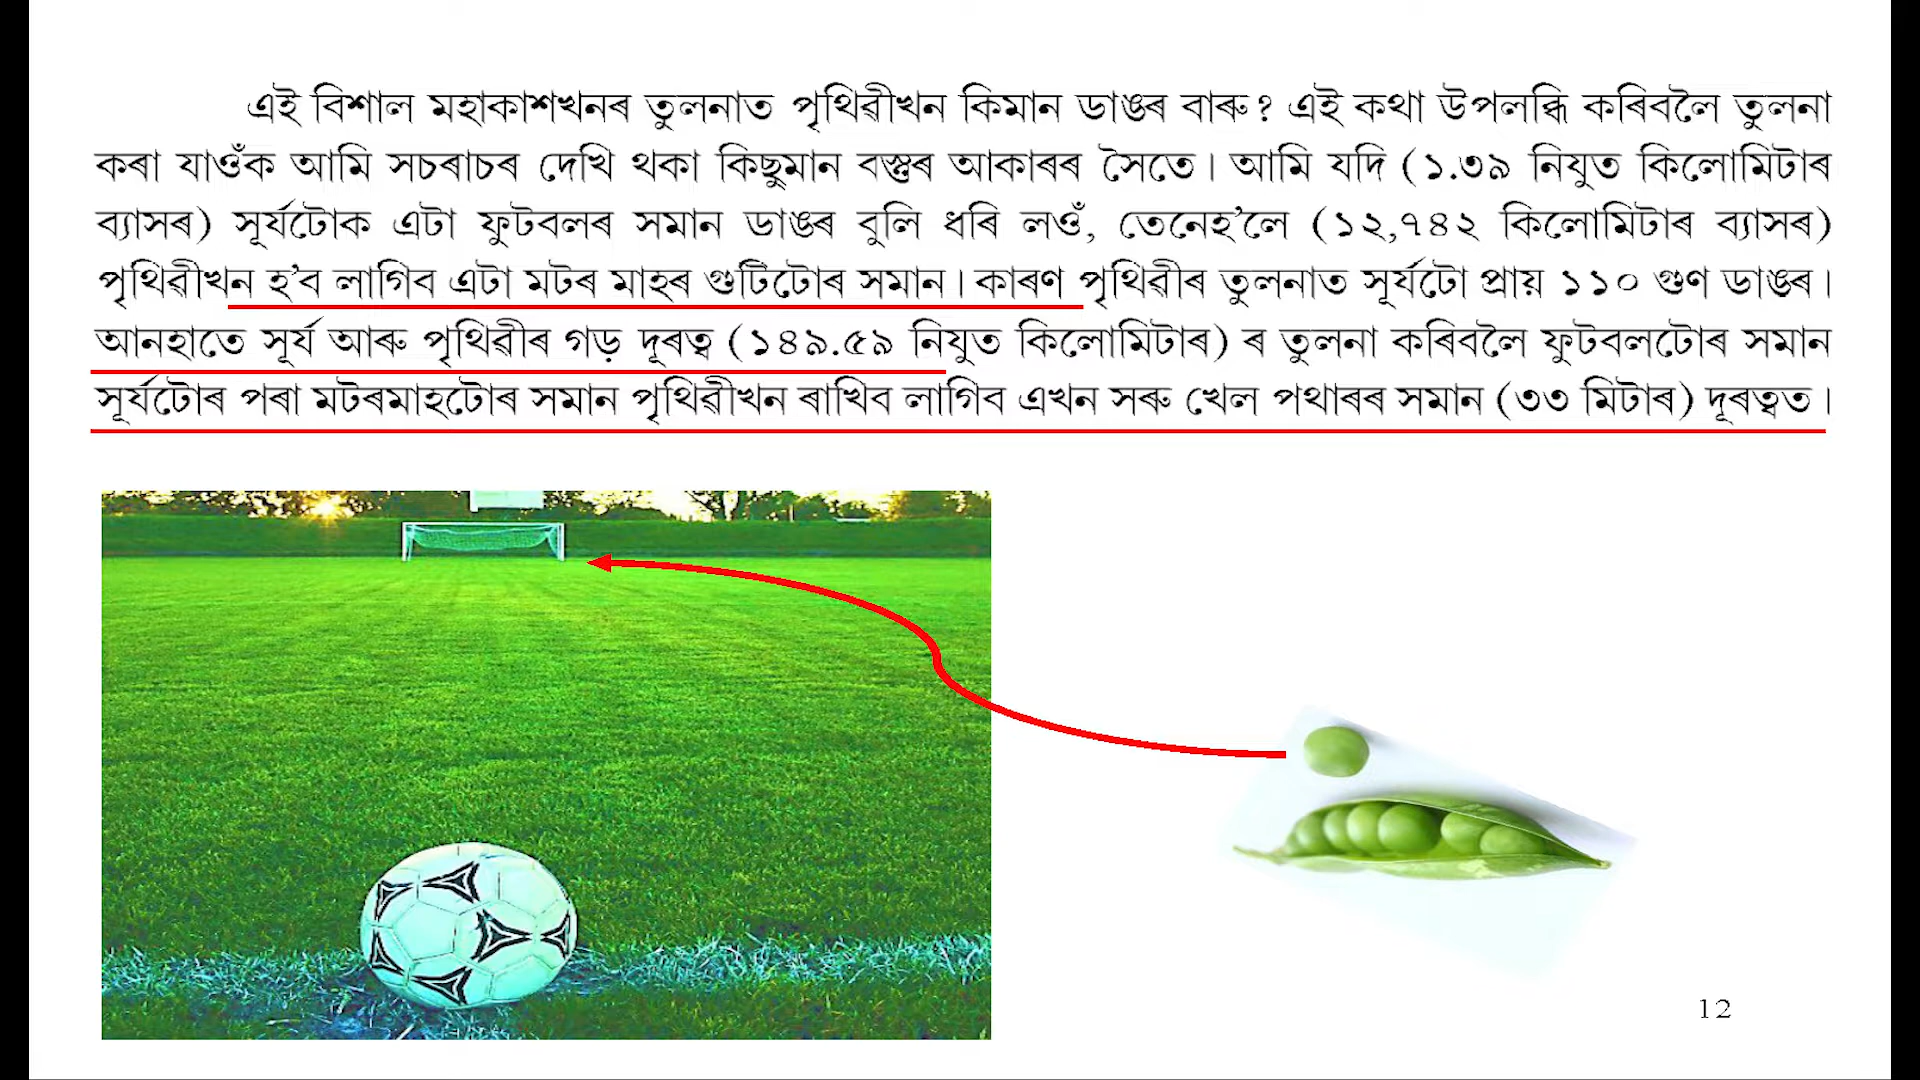 এই বিশাল মহাকাশখনৰ তুলনাত পৃথিৱীখন কিমান ডাঙৰ বাৰু? এই কথা উপলব্ধি কৰিবলৈ তুলনা
কৰা যাওঁক আমি সচৰাচৰ দেখি থকা কিছুমান বস্তুৰ আকাৰৰ সৈতে। আমি যদি (১.৩৯ নিযুত কিলোমিটাৰ
ব্যাসৰ) সূৰ্যটোক এটা ফুটবলৰ সমান ডাঙৰ বুলি ধৰি লওঁ, তেনেহ’লে (১২,৭৪২ কিলোমিটাৰ ব্যাসৰ)
পৃথিৱীখন হ’ব লাগিব এটা মটৰ মাহৰ গুটিটোৰ সমান। কাৰণ পৃথিৱীৰ তুলনাত সূৰ্যটো প্ৰায় ১১০ গুণ ডাঙৰ।
আনহাতে সূৰ্য আৰু পৃথিৱীৰ গড় দূৰত্ব (১৪৯.৫৯ নিযুত কিলোমিটাৰ) ৰ তুলনা কৰিবলৈ ফুটবলটোৰ সমান
সূৰ্যটোৰ পৰা মটৰমাহটোৰ সমান পৃথিৱীখন ৰাখিব লাগিব এখন সৰু খেল পথাৰৰ সমান (৩৩ মিটাৰ) দূৰত্বত।
12